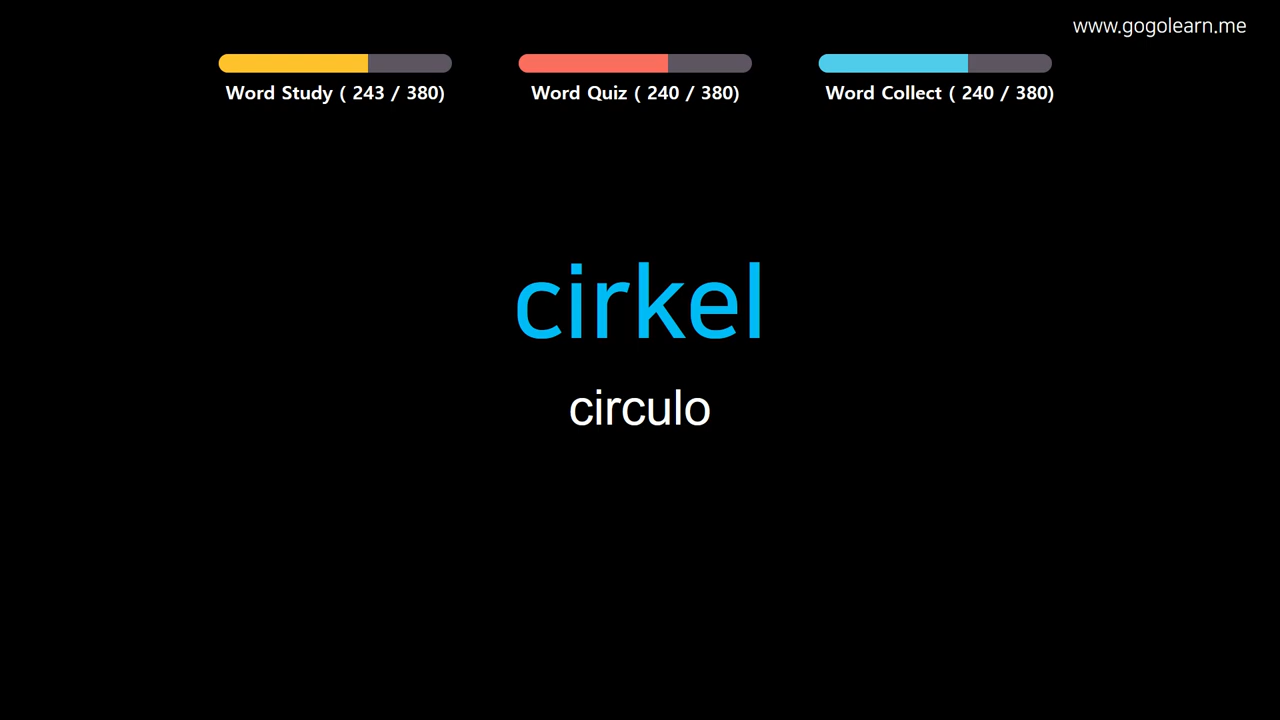 www.gogolearn.me
Word Study ( 243 / 380)
Word Quiz ( 240 / 380)
Word Collect ( 240 / 380)
cirkel
circulo